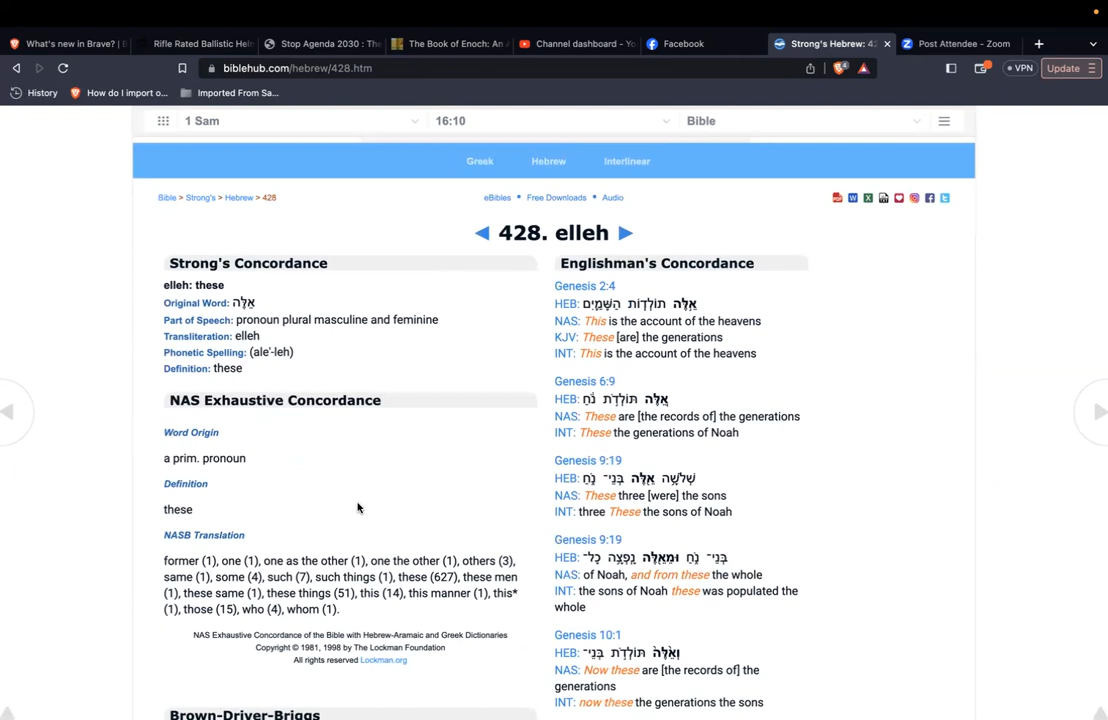 What's new in Brave? | B
Rifle Rated Ballistic Helm
Stop Agenda 2030 : The
The Book of Enoch: An A
Channel dashboard - Yo
Facebook
Strong's Hebrew: 42
Post Attendee - Zoom
biblehub.com/hebrew/428.htm
4
VPN
Update
History
How do I import o...
Imported From Sa...
1 Sam
16:10
Bible
Greek
Hebrew
Interlinear
Bible > Strong's > Hebrew > 428
eBibles • Free Downloads • Audio
◄ 428. elleh ►
Strong's Concordance
elleh: these
Original Word: אֵלֶּה
Part of Speech: pronoun plural masculine and feminine
Transliteration: elleh
Phonetic Spelling: (ale'-leh)
Definition: these
NAS Exhaustive Concordance
Word Origin
a prim. pronoun
Definition
these
NASB Translation
former (1), one (1), one as the other (1), one the other (1), others (3),
same (1), some (4), such (7), such things (1), these (627), these men
(1), these same (1), these things (51), this (14), this manner (1), this*
(1), those (15), who (4), whom (1).
NAS Exhaustive Concordance of the Bible with Hebrew-Aramaic and Greek Dictionaries
Copyright © 1981, 1998 by The Lockman Foundation
All rights reserved Lockman.org
Brown-Driver-Briggs
Englishman's Concordance
Genesis 2:4
HEB: אֵ֣לֶּה תוֹלְד֧וֹת הַשָּׁמַ֛יִם
NAS: This is the account of the heavens
KJV: These [are] the generations
INT: This is the account of the heavens
Genesis 6:9
HEB: אֵ֚לֶּה תּוֹלְדֹ֣ת נֹ֔חַ
NAS: These are [the records of] the generations
INT: These the generations of Noah
Genesis 9:19
HEB: שְׁלֹשָׁ֥ה אֵ֖לֶּה בְּנֵי־ נֹ֑חַ
NAS: These three [were] the sons
INT: three These the sons of Noah
Genesis 9:19
HEB: בְּנֵי־ נֹ֑חַ וּמֵאֵ֖לֶּה נָֽפְצָ֥ה כָל־
NAS: of Noah, and from these the whole
INT: the sons of Noah these was populated the
whole
Genesis 10:1
HEB: וְאֵ֙לֶּה֙ תּוֹלְדֹ֣ת בְּנֵי־
NAS: Now these are [the records of] the
generations
INT: now these the generations the sons